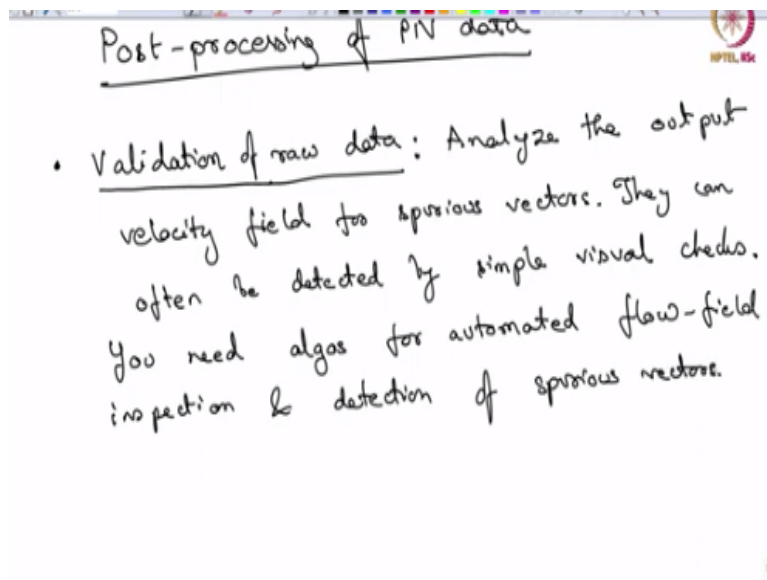 Post-processing of PIV data
NPTEL, IISc
• Validation of raw data: Analyze the output
velocity field for spurious vectors. They can
often be detected by simple visual checks.
You need algos for automated flow-field
inspection & detection of spurious vectors.